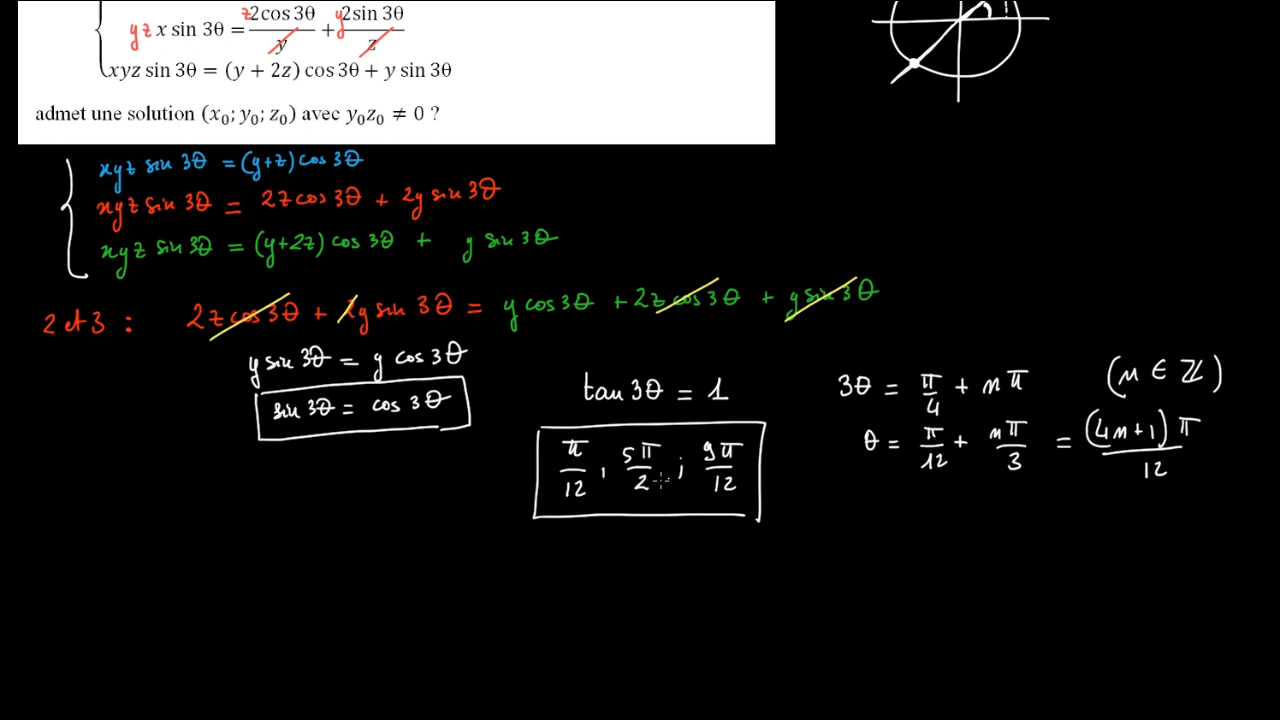 yz x sin 3θ = z2cos 3θ/y + y2sin 3θ/z
xyz sin 3θ = (y + 2z) cos 3θ + y sin 3θ
admet une solution (x₀; y₀; z₀) avec y₀z₀ ≠ 0 ?
xyz sin 3θ = (y+z) cos 3θ
xyz sin 3θ = 2z cos 3θ + 2y sin 3θ
xyz sin 3θ = (y+2z) cos 3θ + y sin 3θ
2 et 3 : 2z cos 3θ + 2y sin 3θ = y cos 3θ + 2z cos 3θ + y sin 3θ
y sin 3θ = y cos 3θ
sin 3θ = cos 3θ
tan 3θ = 1
π/12 , 5π/2 ; 9π/12
3θ = π/4 + nπ (n ∈ ℤ)
θ = π/12 + nπ/3 = (4n+1)π/12